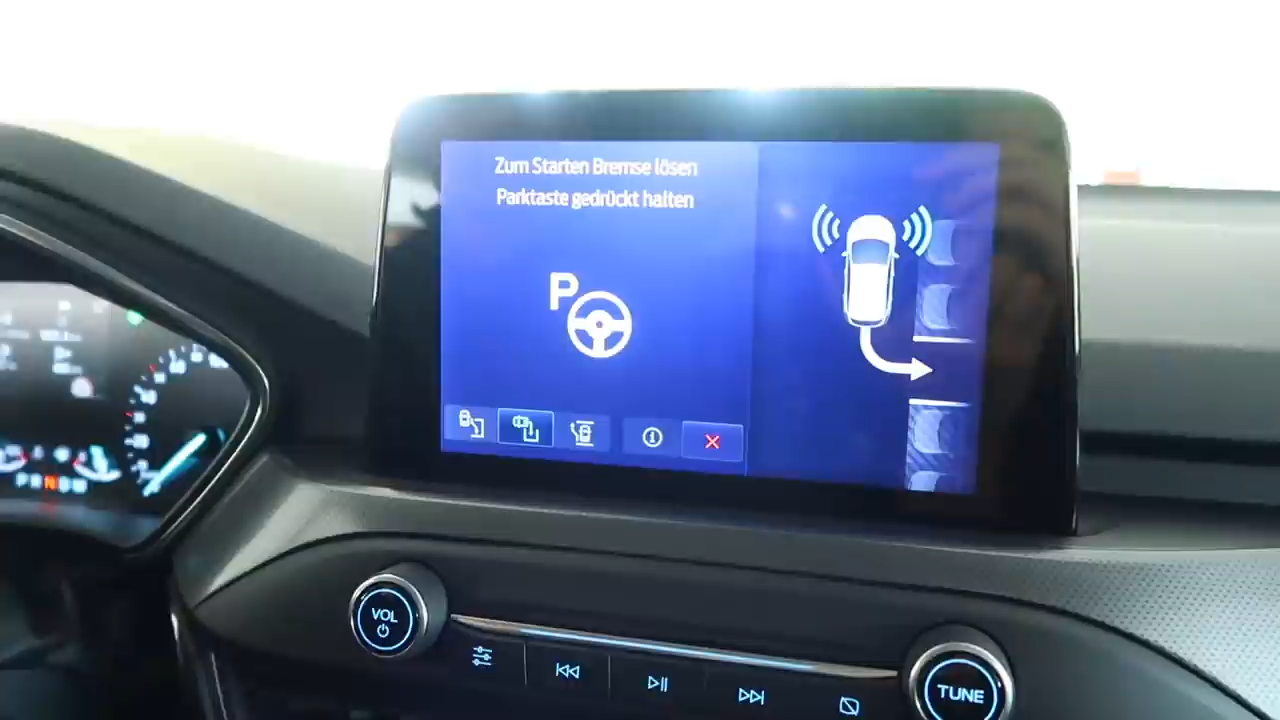 Zum Starten Bremse lösen
Parktaste gedrückt halten
P
VOL
TUNE